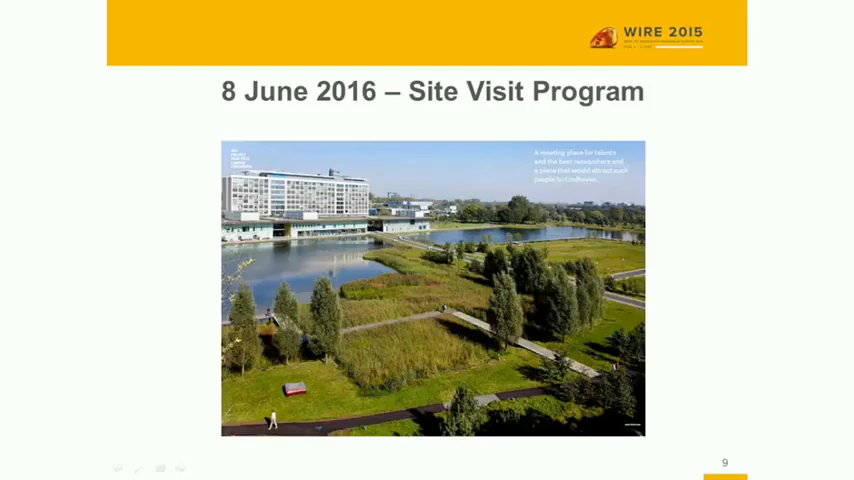 WIRE 2015
8 June 2016 – Site Visit Program
A meeting place for talents
and the best researchers and
a place that would attract such
people to Eindhoven.
9